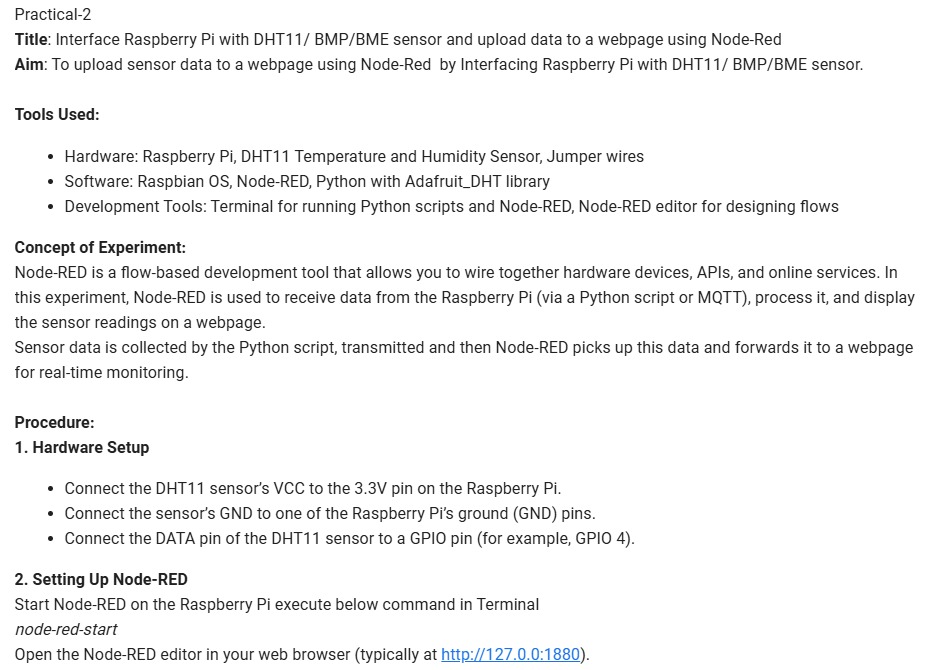 Practical-2
Title: Interface Raspberry Pi with DHT11/ BMP/BME sensor and upload data to a webpage using Node-Red
Aim: To upload sensor data to a webpage using Node-Red  by Interfacing Raspberry Pi with DHT11/ BMP/BME sensor.
Tools Used:
• Hardware: Raspberry Pi, DHT11 Temperature and Humidity Sensor, Jumper wires
• Software: Raspbian OS, Node-RED, Python with Adafruit_DHT library
• Development Tools: Terminal for running Python scripts and Node-RED, Node-RED editor for designing flows
Concept of Experiment:
Node-RED is a flow-based development tool that allows you to wire together hardware devices, APIs, and online services. In
this experiment, Node-RED is used to receive data from the Raspberry Pi (via a Python script or MQTT), process it, and display
the sensor readings on a webpage.
Sensor data is collected by the Python script, transmitted and then Node-RED picks up this data and forwards it to a webpage
for real-time monitoring.
Procedure:
1. Hardware Setup
• Connect the DHT11 sensor’s VCC to the 3.3V pin on the Raspberry Pi.
• Connect the sensor’s GND to one of the Raspberry Pi’s ground (GND) pins.
• Connect the DATA pin of the DHT11 sensor to a GPIO pin (for example, GPIO 4).
2. Setting Up Node-RED
Start Node-RED on the Raspberry Pi execute below command in Terminal
node-red-start
Open the Node-RED editor in your web browser (typically at http://127.0.0:1880).